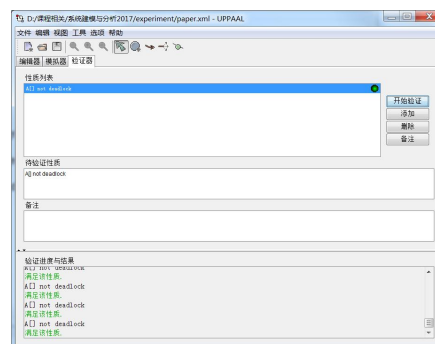 D:/课程相关/系统建模与分析2017/experiment/paper.xml - UPPAAL
文件 编辑 视图 工具 选项 帮助
编辑器 模拟器 验证器
性质列表
A[] not deadlock
开始验证
添加
删除
备注
待验证性质
A[] not deadlock
备注
验证进度与结果
A[] not deadlock
满足该性质.
A[] not deadlock
满足该性质.
A[] not deadlock
满足该性质.
A[] not deadlock
满足该性质.